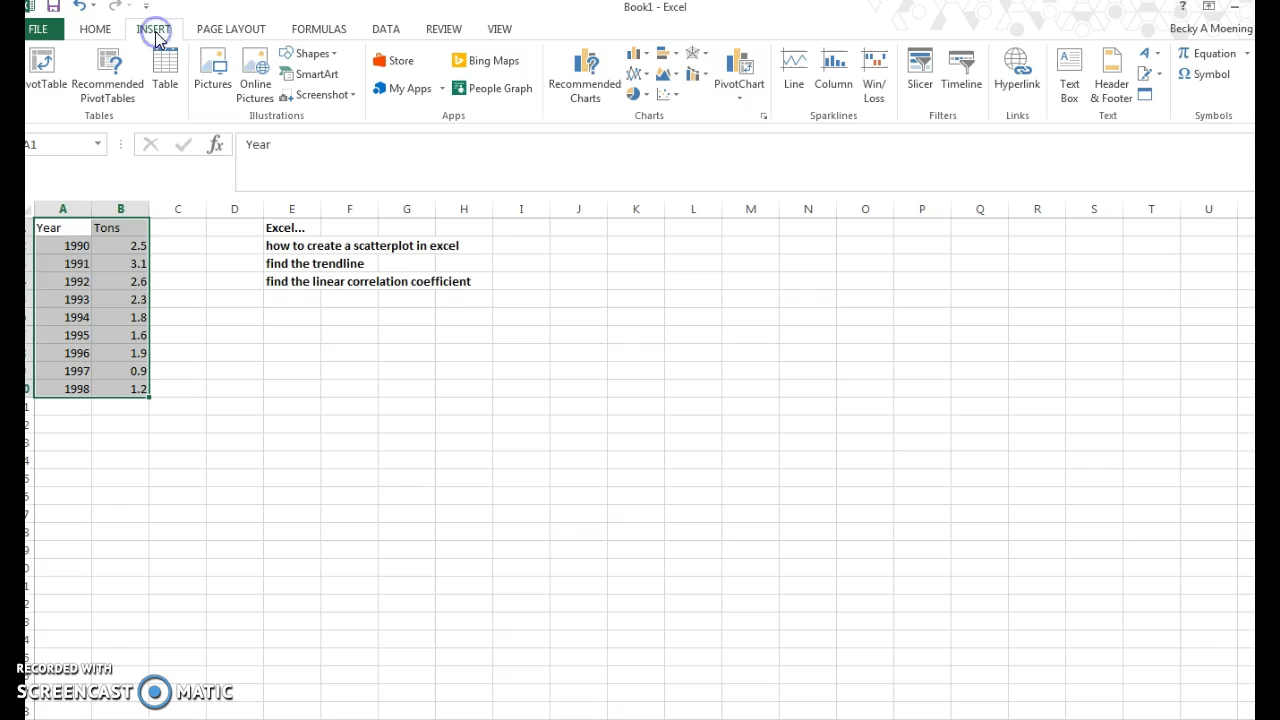 Book1 - Excel
?
FILE HOME INSERT PAGE LAYOUT FORMULAS DATA REVIEW VIEW Becky A Moening
Shapes Store Bing Maps Equation
votTable Recommended PivotTables Table Pictures Online Pictures SmartArt My Apps People Graph Recommended Charts PivotChart Line Column Win/ Loss Slicer Timeline Hyperlink Text Box Header & Footer Symbol
Screenshot
Tables Illustrations Apps Charts Sparklines Filters Links Text Symbols
A1 fx Year
A B C D E F G H I J K L M N O P Q R S T U
Year Tons Excel...
1990 2.5 how to create a scatterplot in excel
1991 3.1 find the trendline
1992 2.6 find the linear correlation coefficient
1993 2.3
1994 1.8
1995 1.6
1996 1.9
1997 0.9
1998 1.2
RECORDED WITH
SCREENCAST MATIC